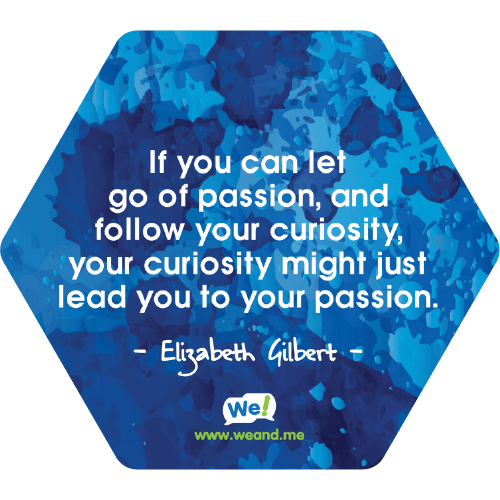 If you can let
go of passion, and
follow your curiosity,
your curiosity might just
lead you to your passion.
- Elizabeth Gilbert -
We!
www.weand.me